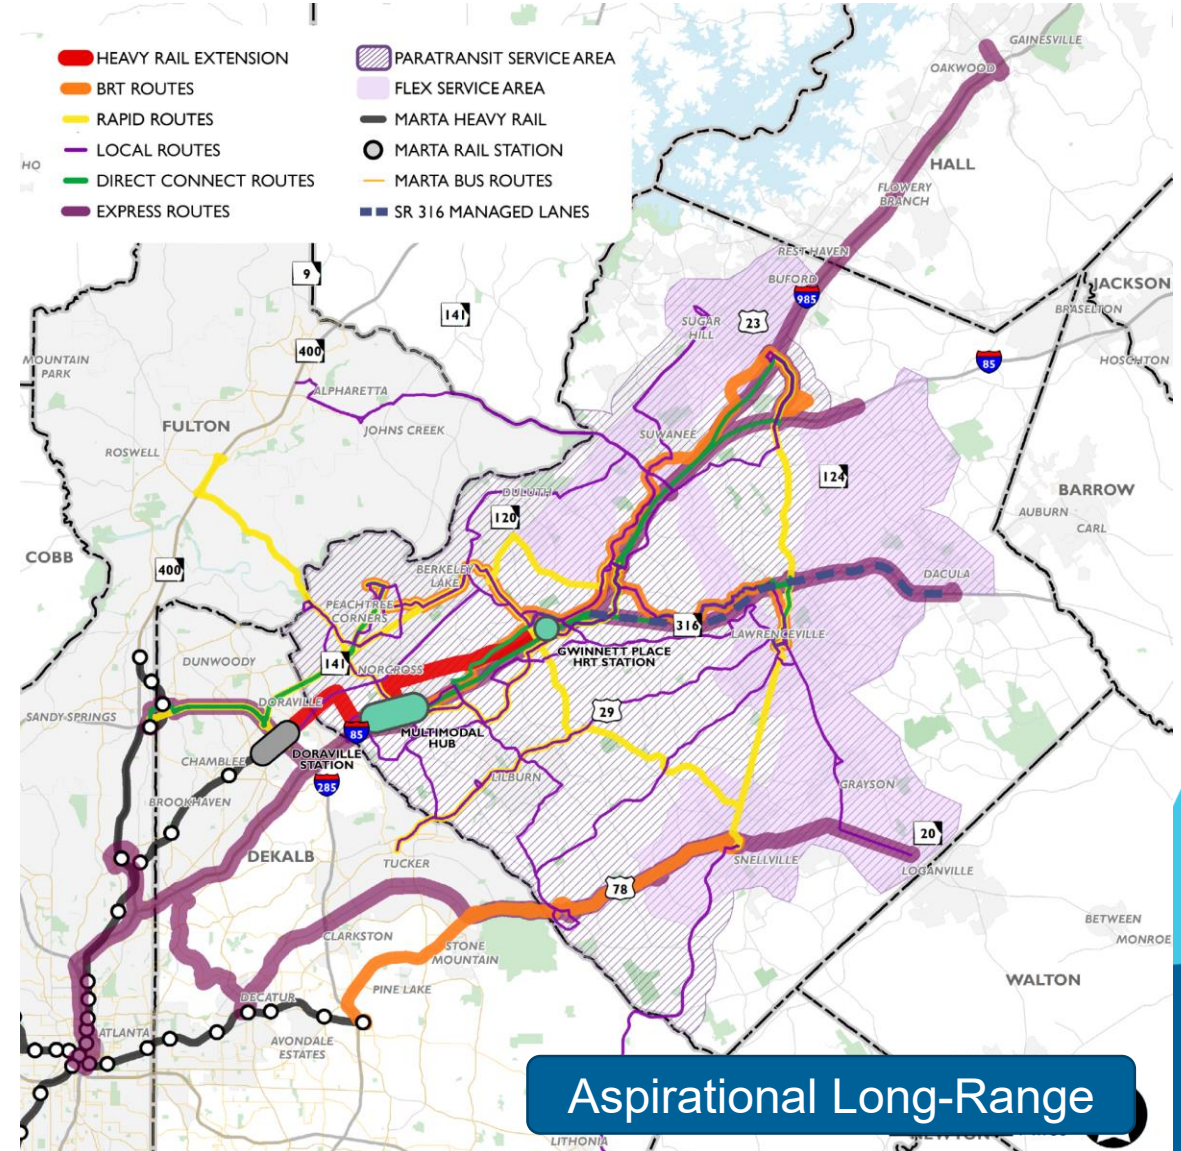 HEAVY RAIL EXTENSION
BRT ROUTES
RAPID ROUTES
LOCAL ROUTES
DIRECT CONNECT ROUTES
EXPRESS ROUTES
PARATRANSIT SERVICE AREA
FLEX SERVICE AREA
MARTA HEAVY RAIL
MARTA RAIL STATION
MARTA BUS ROUTES
SR 316 MANAGED LANES
GAINESVILLE
OAKWOOD
HO
HALL
FLOWERY
BRANCH
REST HAVEN
BUFORD
985
9
141
JACKSON
BRASELTON
SUGAR
HILL
23
400
MOUNTAIN
PARK
85
HOSCHTON
ALPHARETTA
FULTON
JOHNS CREEK
SUWANEE
ROSWELL
124
DULUTH
BARROW
120
AUBURN
CARL
COBB
400
BERKELEY
LAKE
DACULA
PEACHTREE
CORNERS
316
LAWRENCEVILLE
GWINNETT PLACE
HRT STATION
DUNWOODY
141
NORCROSS
DORAVILLE
29
SANDY SPRINGS
85
MULTIMODAL
HUB
DORAVILLE
STATION
CHAMBLEE
285
LILBURN
GRAYSON
BROOKHAVEN
20
DEKALB
TUCKER
SNELLVILLE
LOGANVILLE
78
BETWEEN
CLARKSTON
STONE
MOUNTAIN
MONROE
PINE LAKE
WALTON
DECATUR
ATLANTA
AVONDALE
ESTATES
Aspirational Long-Range
LITHONIA